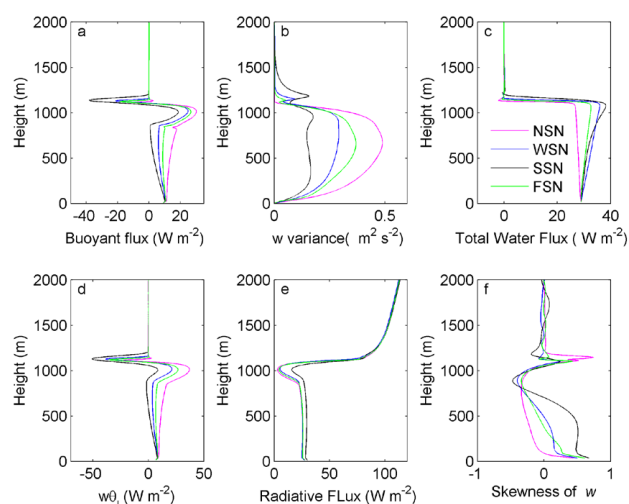 a
b
c
2000
1500
1000
500
0
Height (m)
-40 -20 0 20
Buoyant flux (W m-2)
2000
1500
1000
500
0
Height (m)
0 0.5
w variance( m² s-2)
2000
1500
1000
500
0
Height (m)
NSN
WSN
SSN
FSN
0 20 40
Total Water Flux ( W m-2)
d
e
f
2000
1500
1000
500
0
Height (m)
-50 0 50
wθl (W m-2)
2000
1500
1000
500
0
Height (m)
0 50 100
Radiative FLux (W m-2)
2000
1500
1000
500
0
Height (m)
-1 0 1
Skewness of w